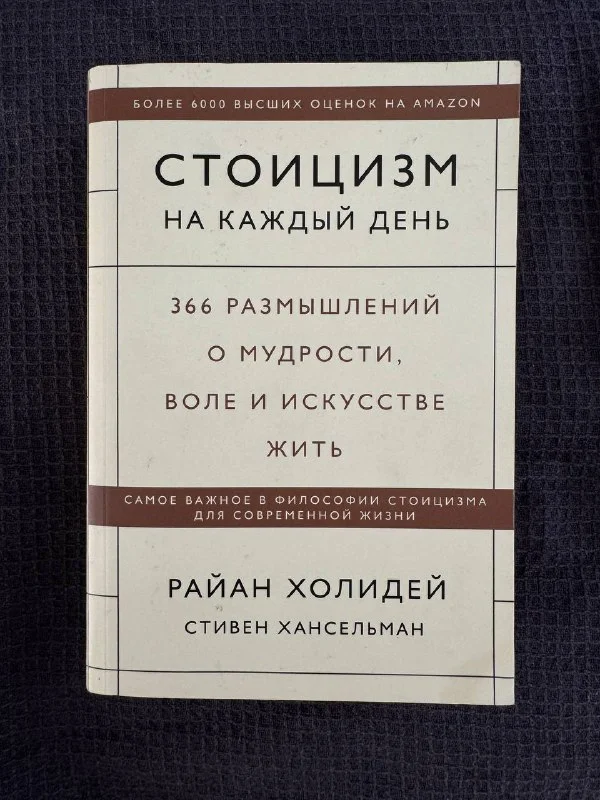 БОЛЕЕ 6000 ВЫСШИХ ОЦЕНОК НА AMAZON
СТОИЦИЗМ
НА КАЖДЫЙ ДЕНЬ
366 РАЗМЫШЛЕНИЙ
О МУДРОСТИ,
ВОЛЕ И ИСКУССТВЕ
ЖИТЬ
САМОЕ ВАЖНОЕ В ФИЛОСОФИИ СТОИЦИЗМА
ДЛЯ СОВРЕМЕННОЙ ЖИЗНИ
РАЙАН ХОЛИДЕЙ
СТИВЕН ХАНСЕЛЬМАН